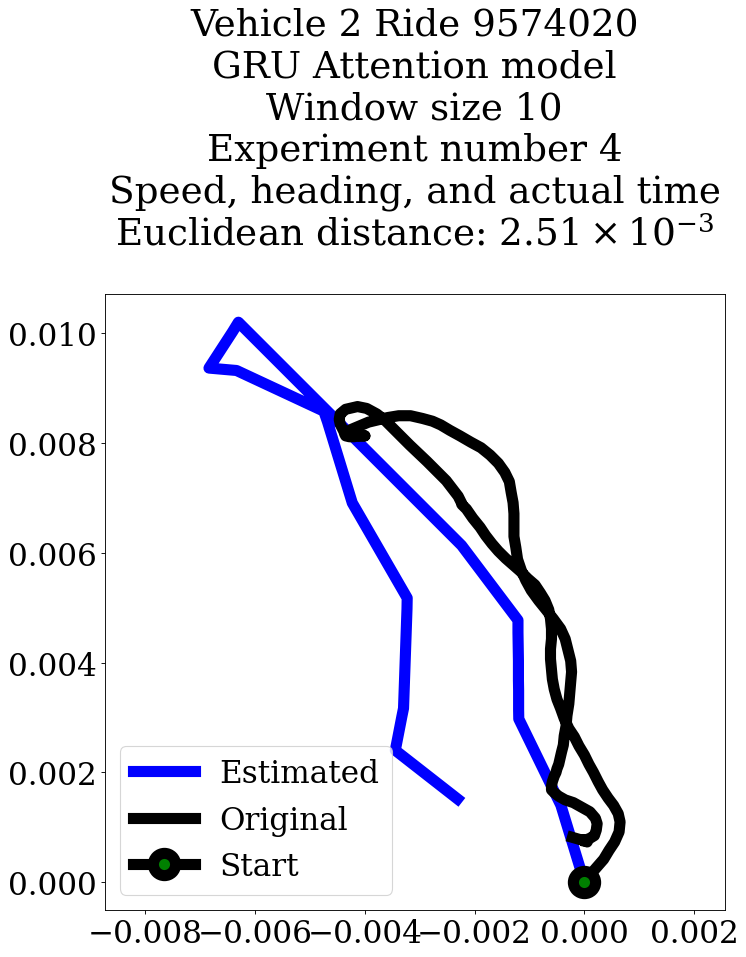 Vehicle 2 Ride 9574020
GRU Attention model
Window size 10
Experiment number 4
Speed, heading, and actual time
Euclidean distance: 2.51 × 10⁻³
0.010
0.008
0.006
0.004
0.002
0.000
Estimated
Original
Start
−0.008 −0.006 −0.004 −0.002 0.000 0.002